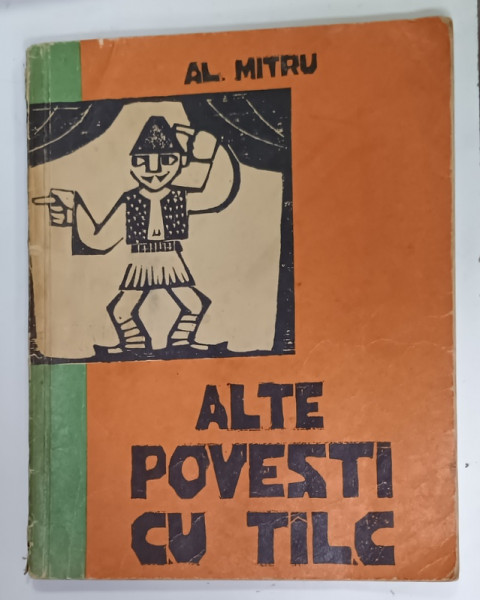 AL. MITRU
ALTE
POVESTI
CU TILC